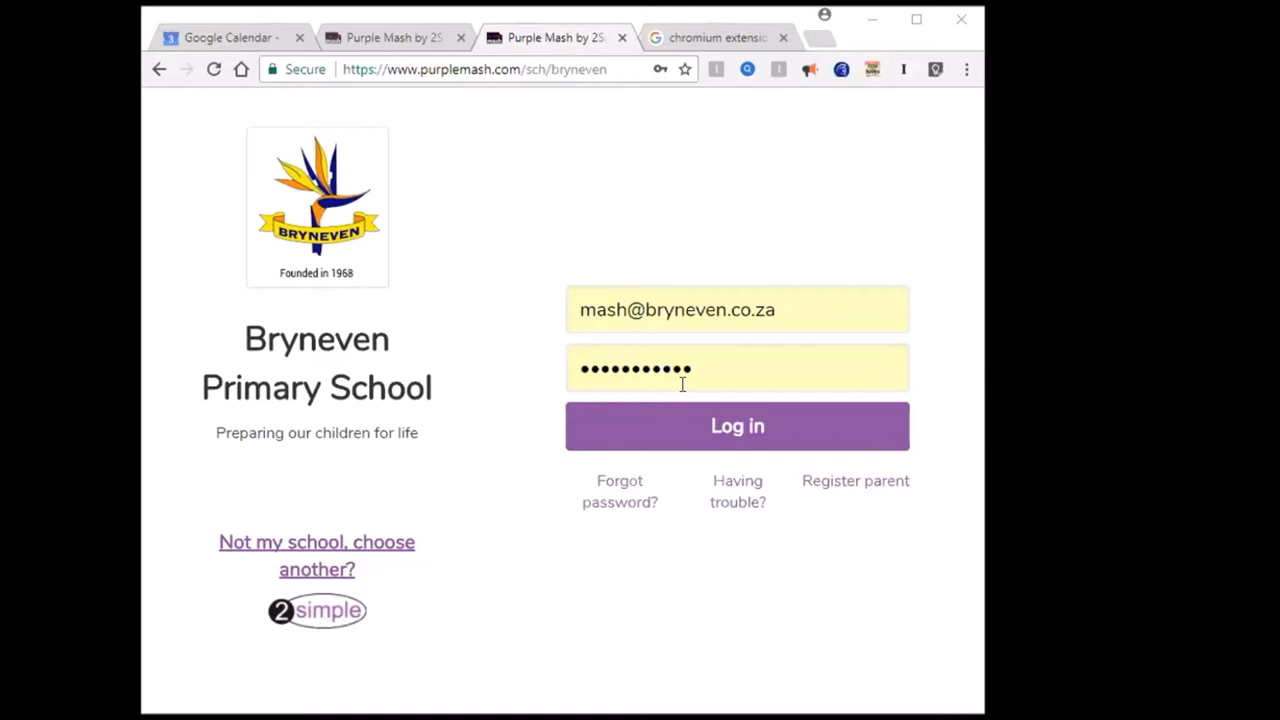 3 Google Calendar -
Purple Mash by 2S
Purple Mash by 2S
G chromium extensi
Secure
https://www.purplemash.com/sch/bryneven
BRYNEVEN
Founded in 1968
Bryneven
Primary School
Preparing our children for life
mash@bryneven.co.za
•••••••••••
Log in
Forgot
password?
Having
trouble?
Register parent
Not my school, choose
another?
2simple